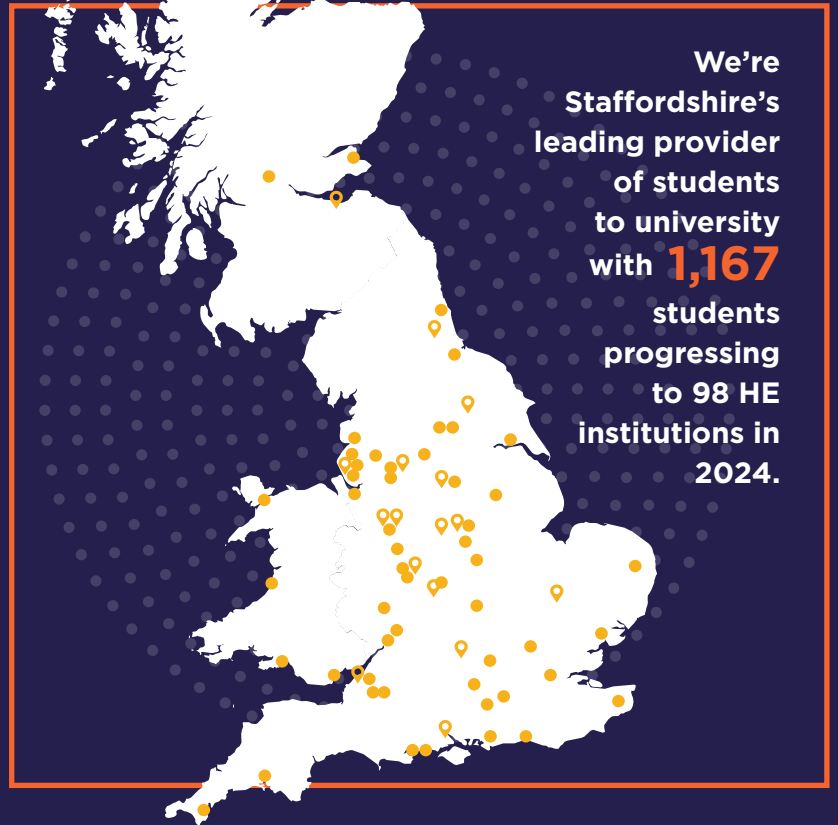 We’re
Staffordshire’s
leading provider
of students
to university
with 1,167
students
progressing
to 98 HE
institutions in
2024.